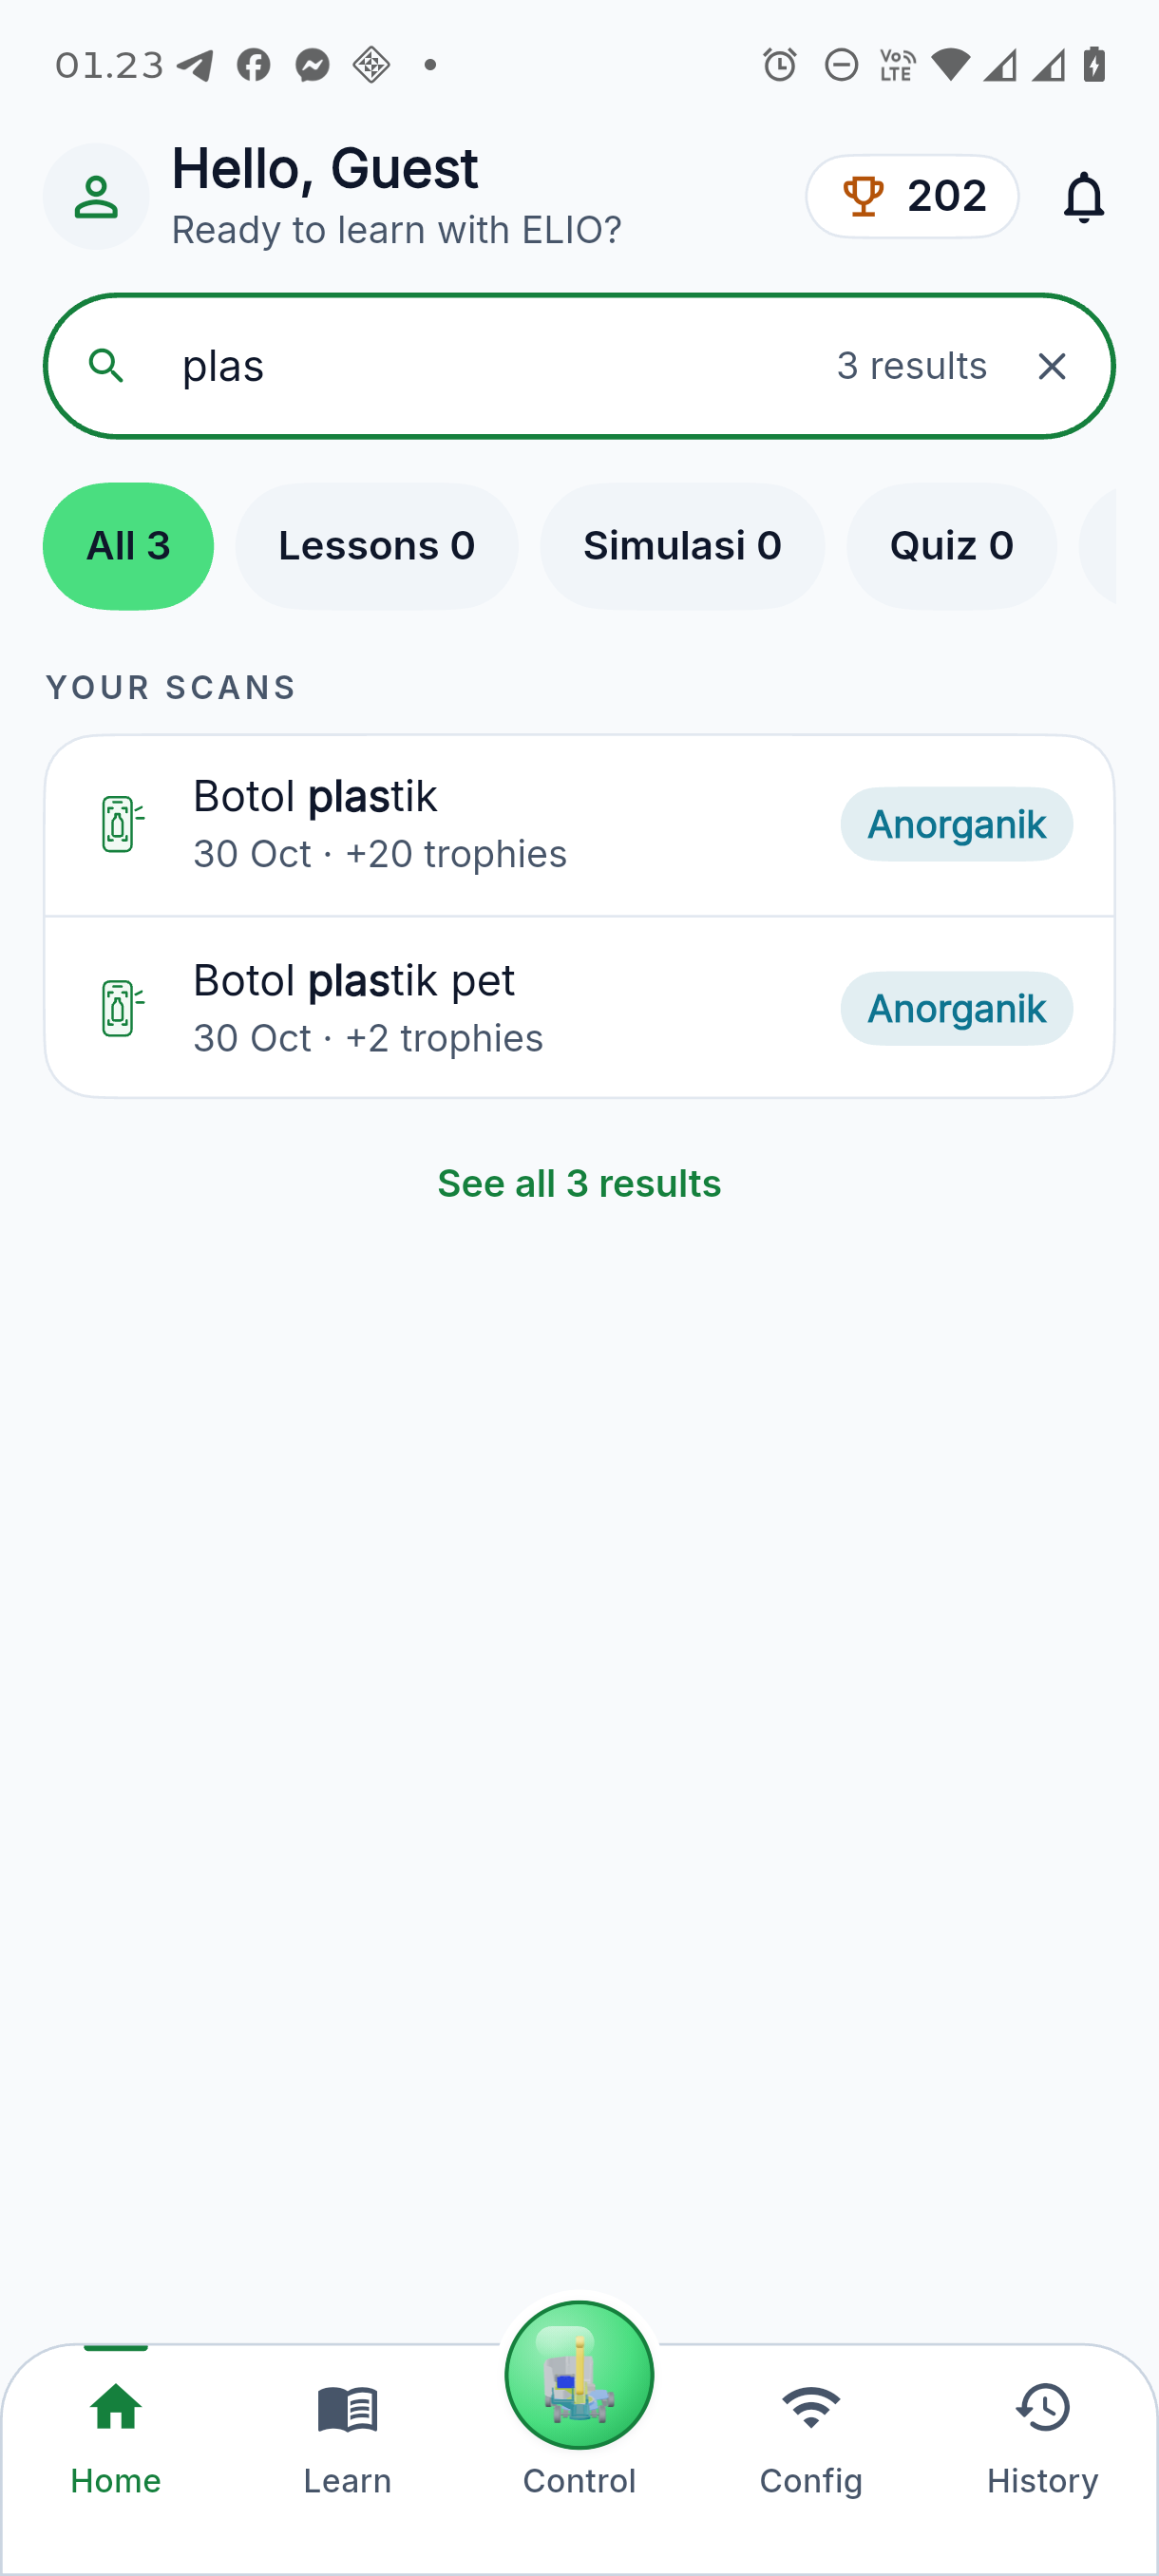 01.23
Vo LTE
Hello, Guest
202
Ready to learn with ELIO?
plas
3 results
All 3
Lessons 0
Simulasi 0
Quiz 0
YOUR SCANS
Botol plastik
30 Oct · +20 trophies
Anorganik
Botol plastik pet
30 Oct · +2 trophies
Anorganik
See all 3 results
Home
Learn
Control
Config
History